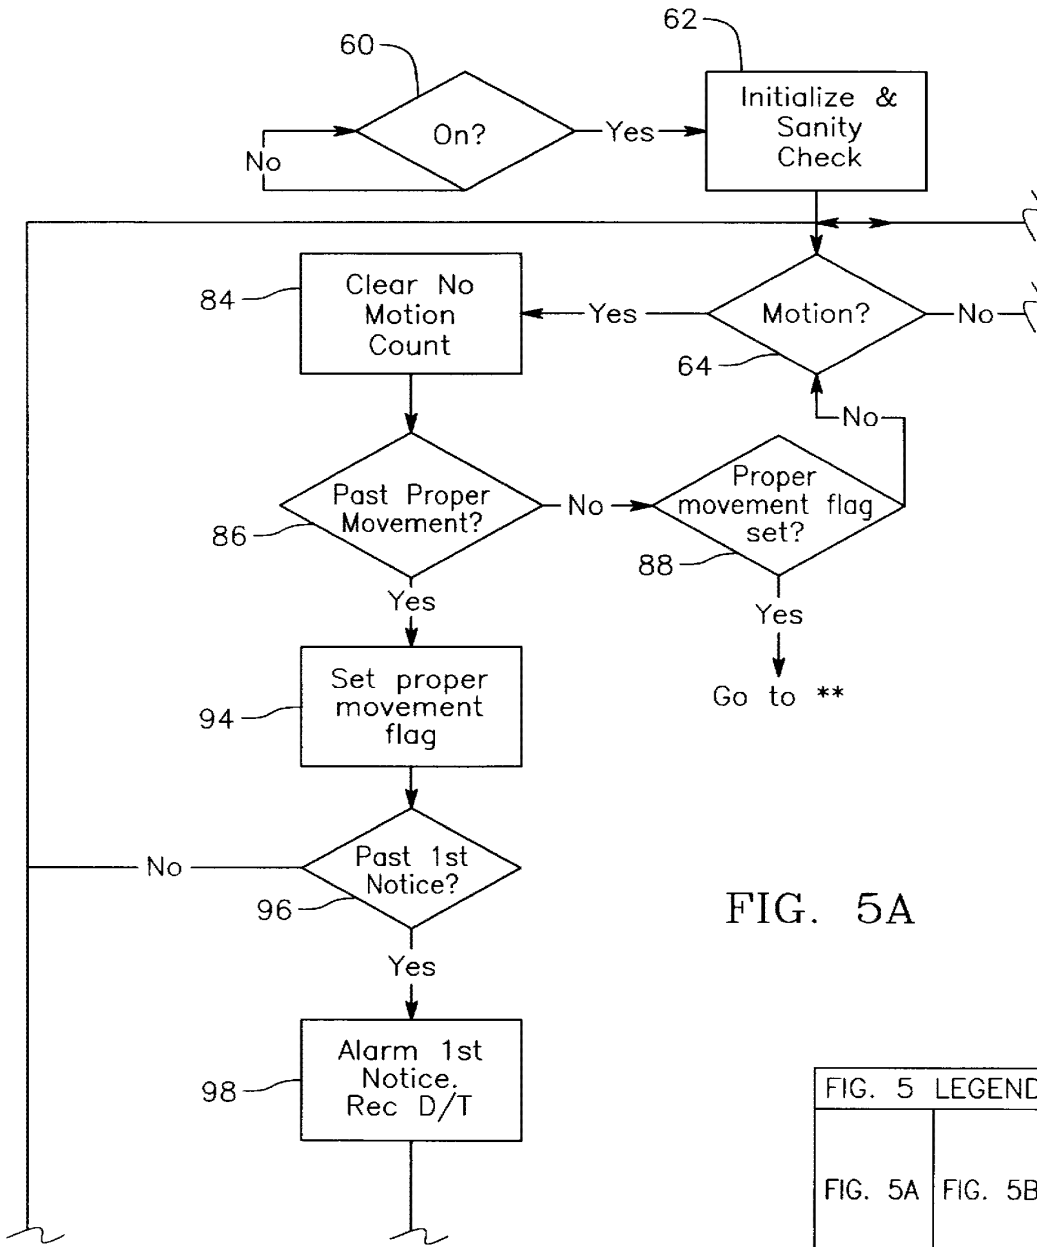 60
62
On?
Yes
No
Initialize &
Sanity
Check
84
Clear No
Motion
Count
Yes
Motion?
No
64
No
86
Past Proper
Movement?
No
Proper
movement flag
set?
88
Yes
Yes
Go to **
94
Set proper
movement
flag
No
Past 1st
Notice?
96
Yes
FIG. 5A
98
Alarm 1st
Notice.
Rec D/T
FIG. 5 LEGEND
FIG. 5A
FIG. 5B